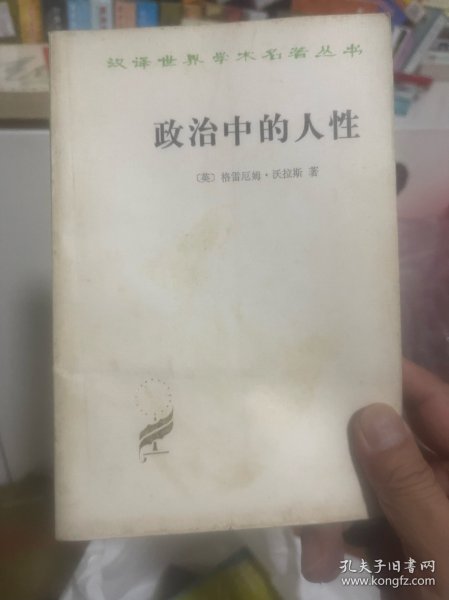 汉译世界学术名著丛书
政治中的人性
〔英〕格雷厄姆·沃拉斯 著
孔夫子旧书网
www.kongfz.com